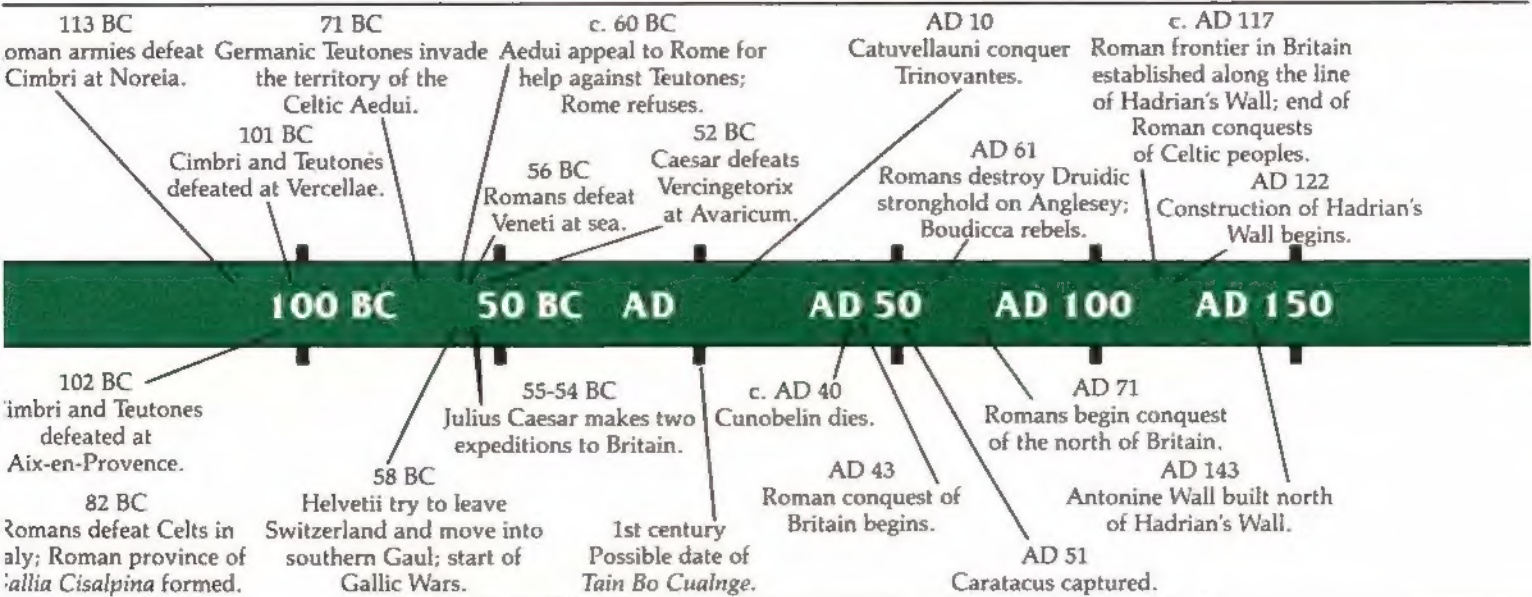 113 BC
oman armies defeat
Cimbri at Noreia.
71 BC
Germanic Teutones invade
the territory of the
Celtic Aedui.
c. 60 BC
Aedui appeal to Rome for
help against Teutones;
Rome refuses.
AD 10
Catuvellauni conquer
Trinovantes.
c. AD 117
Roman frontier in Britain
established along the line
of Hadrian's Wall; end of
Roman conquests
of Celtic peoples.
101 BC
Cimbri and Teutones
defeated at Vercellae.
56 BC
Romans defeat
Veneti at sea.
52 BC
Caesar defeats
Vercingetorix
at Avaricum.
AD 61
Romans destroy Druidic
stronghold on Anglesey;
Boudicca rebels.
AD 122
Construction of Hadrian's
Wall begins.
100 BC 50 BC AD AD 50 AD 100 AD 150
102 BC
imbri and Teutones
defeated at
Aix-en-Provence.
55-54 BC
Julius Caesar makes two
expeditions to Britain.
c. AD 40
Cunobelin dies.
AD 71
Romans begin conquest
of the north of Britain.
82 BC
Romans defeat Celts in
aly; Roman province of
allia Cisalpina formed.
58 BC
Helvetii try to leave
Switzerland and move into
southern Gaul; start of
Gallic Wars.
1st century
Possible date of
Tain Bo Cualnge.
AD 43
Roman conquest of
Britain begins.
AD 51
Caratacus captured.
AD 143
Antonine Wall built north
of Hadrian's Wall.